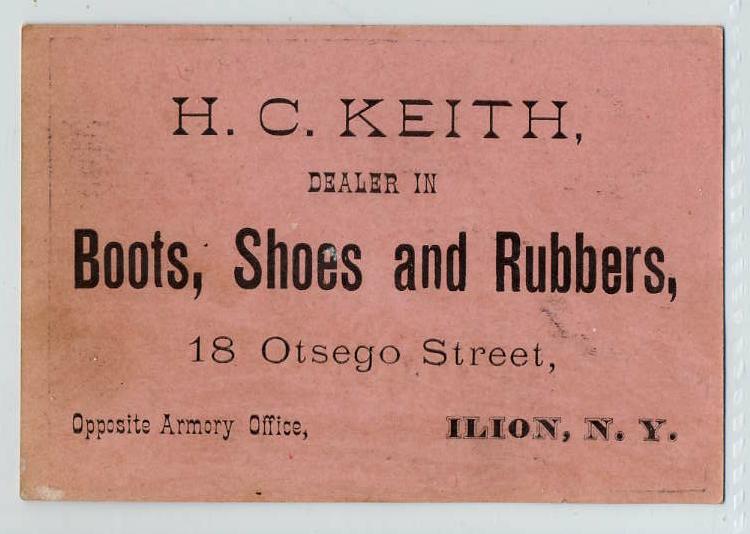 H. C. KEITH,
DEALER IN
Boots, Shoes and Rubbers,
18 Otsego Street,
Opposite Armory Office, ILION, N. Y.